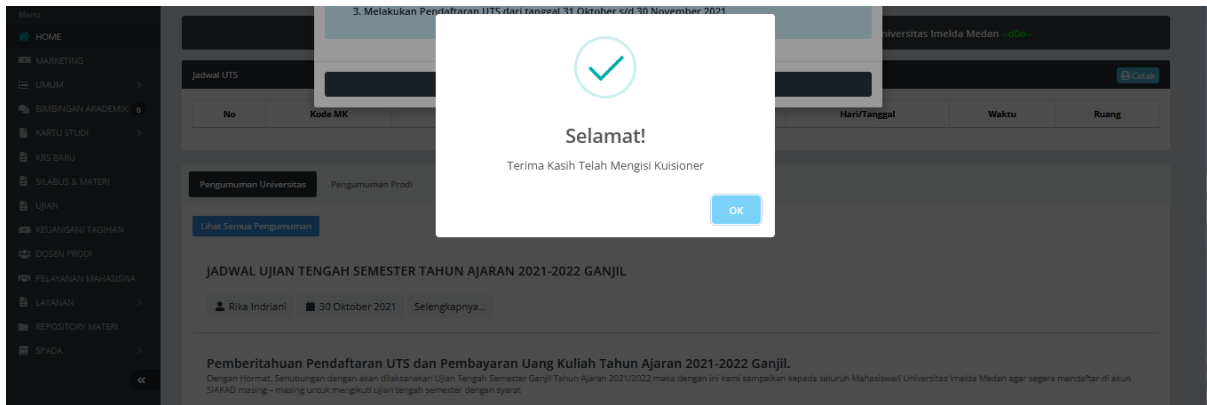 Menu
HOME
MARKETING
UMUM
BIMBINGAN AKADEMIK 0
KARTU STUDI
KRS BARU
SILABUS & MATERI
UJIAN
KEUANGAN/ TAGIHAN
DOSEN PRODI
PELAYANAN MAHASISWA
LAYANAN
REPOSITORY MATERI
SPADA
3. Melakukan Pendaftaran UTS dari tanggal 31 Oktober s/d 30 November 2021
niversitas Imelda Medan --o0o--
Jadwal UTS
Cetak
No Kode MK Hari/Tanggal Waktu Ruang
Selamat!
Terima Kasih Telah Mengisi Kuisioner
OK
Pengumuman Universitas Pengumuman Prodi
Lihat Semua Pengumuman
JADWAL UJIAN TENGAH SEMESTER TAHUN AJARAN 2021-2022 GANJIL
Rika Indriani 30 Oktober 2021 Selengkapnya...
Pemberitahuan Pendaftaran UTS dan Pembayaran Uang Kuliah Tahun Ajaran 2021-2022 Ganjil.
Dengan Hormat, Sehubungan dengan akan dilaksanakan Ujian Tengah Semester Ganjil Tahun Ajaran 2021/2022 maka dengan ini kami sampaikan kepada seluruh Mahasiswa/i Universitas Imelda Medan agar segera mendaftar di akun
SIAKAD masing – masing untuk mengikuti ujian tengah semester dengan syarat